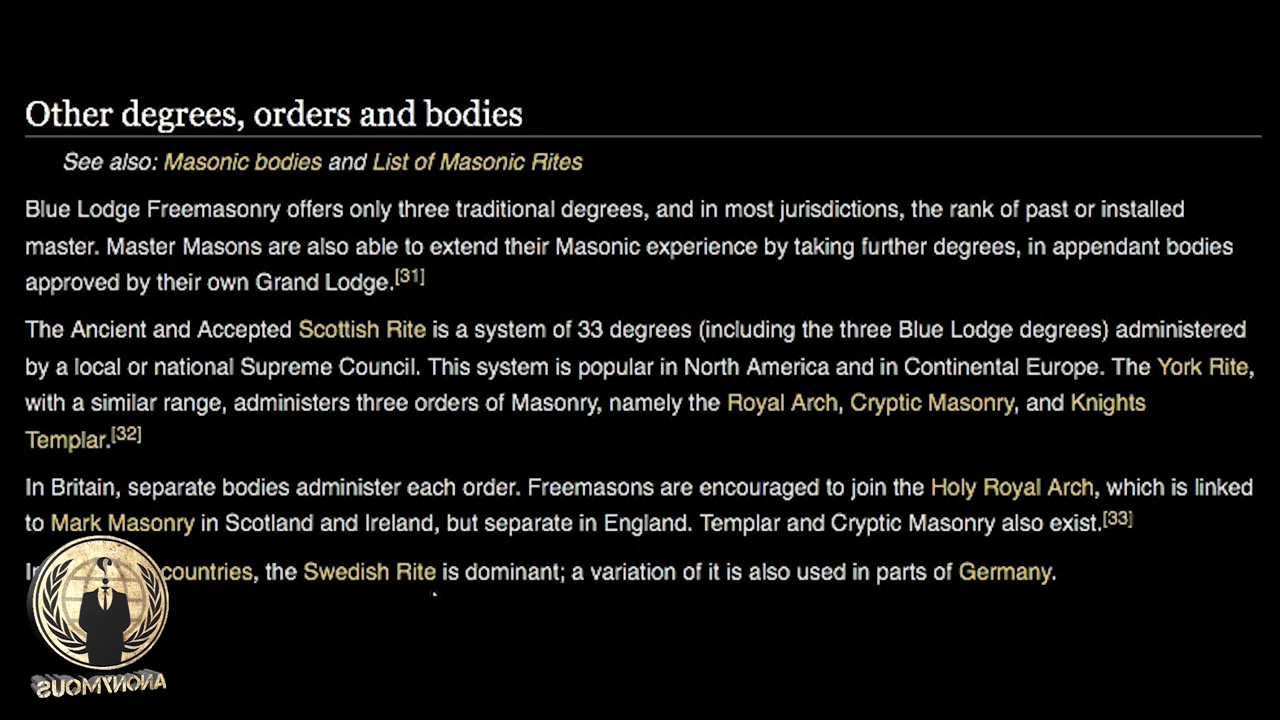 Other degrees, orders and bodies
See also: Masonic bodies and List of Masonic Rites
Blue Lodge Freemasonry offers only three traditional degrees, and in most jurisdictions, the rank of past or installed
master. Master Masons are also able to extend their Masonic experience by taking further degrees, in appendant bodies
approved by their own Grand Lodge.[31]
The Ancient and Accepted Scottish Rite is a system of 33 degrees (including the three Blue Lodge degrees) administered
by a local or national Supreme Council. This system is popular in North America and in Continental Europe. The York Rite,
with a similar range, administers three orders of Masonry, namely the Royal Arch, Cryptic Masonry, and Knights
Templar.[32]
In Britain, separate bodies administer each order. Freemasons are encouraged to join the Holy Royal Arch, which is linked
to Mark Masonry in Scotland and Ireland, but separate in England. Templar and Cryptic Masonry also exist.[33]
countries, the Swedish Rite is dominant; a variation of it is also used in parts of Germany.
ANONYMOUS